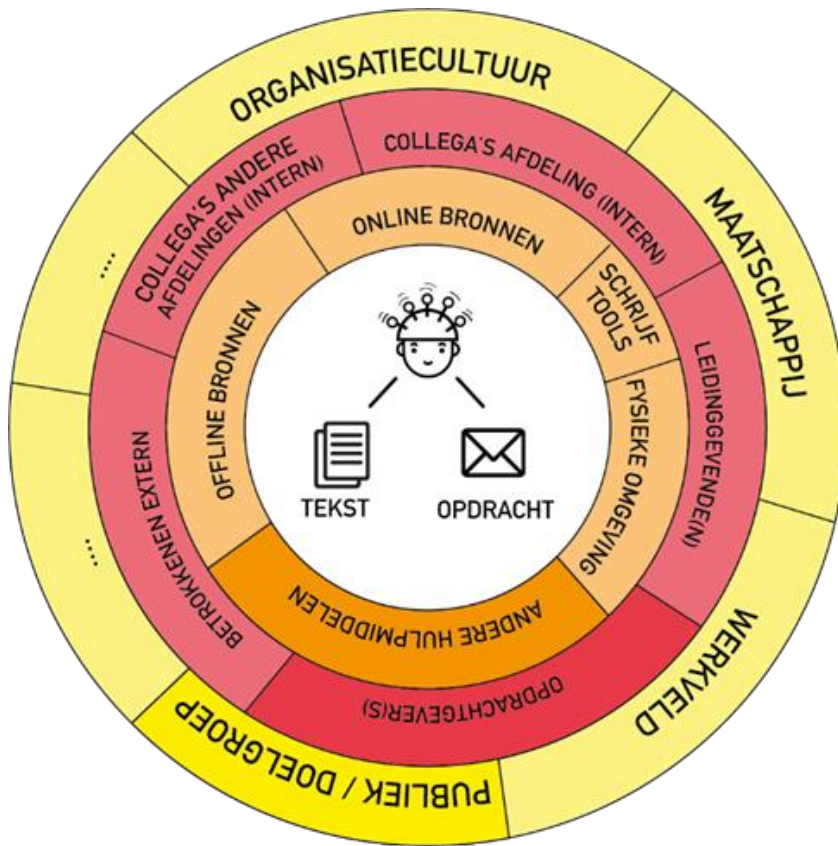 ORGANISATIECULTUUR
MAATSCHAPPIJ
WERKVELD
PUBLIEK / DOELGROEP
....
....
COLLEGA'S AFDELING (INTERN)
LEIDINGGEVENDE(N)
OPDRACHTGEVER(S)
BETROKKENEN EXTERN
COLLEGA'S ANDERE
AFDELINGEN (INTERN)
ONLINE BRONNEN
SCHRIJF
TOOLS
FYSIEKE OMGEVING
ANDERE HULPMIDDELEN
OFFLINE BRONNEN
TEKST
OPDRACHT